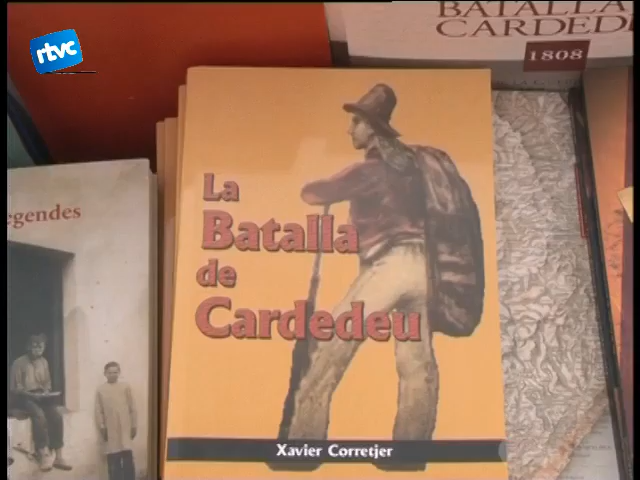 rtvc
BATALLA
CARDEDE
1808
egendes
La
Batalla
de
Cardedeu
Xavier Corretjer